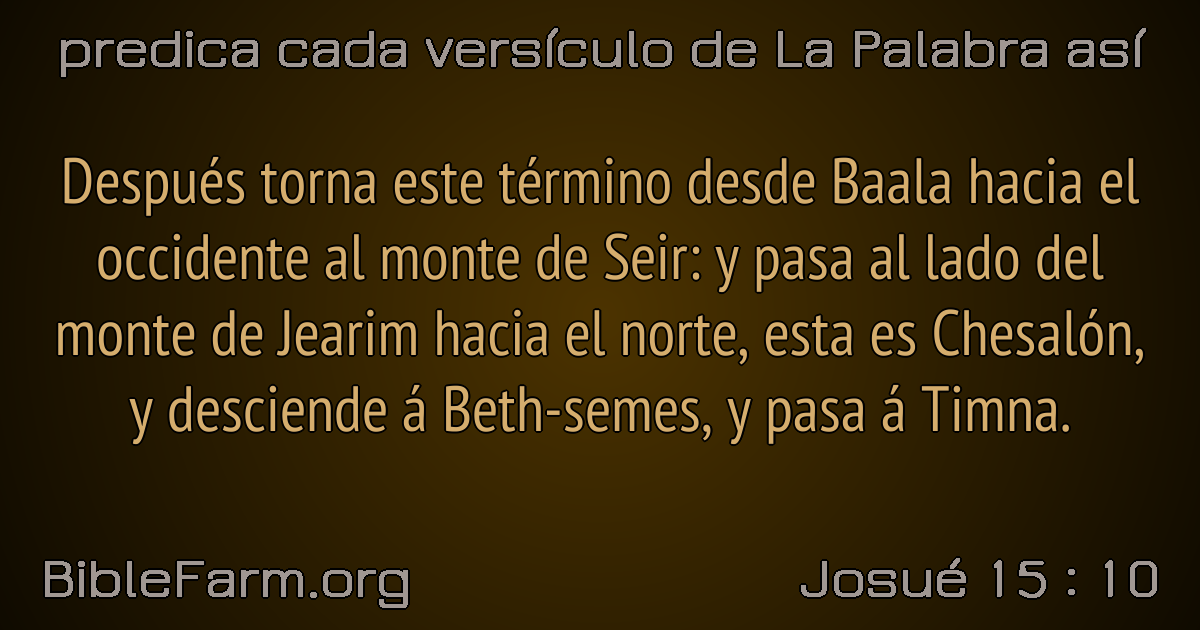 predica cada versículo de La Palabra así
Después torna este término desde Baala hacia el
occidente al monte de Seir: y pasa al lado del
monte de Jearim hacia el norte, esta es Chesalón,
y desciende á Beth-semes, y pasa á Timna.
BibleFarm.org
Josué 15 : 10